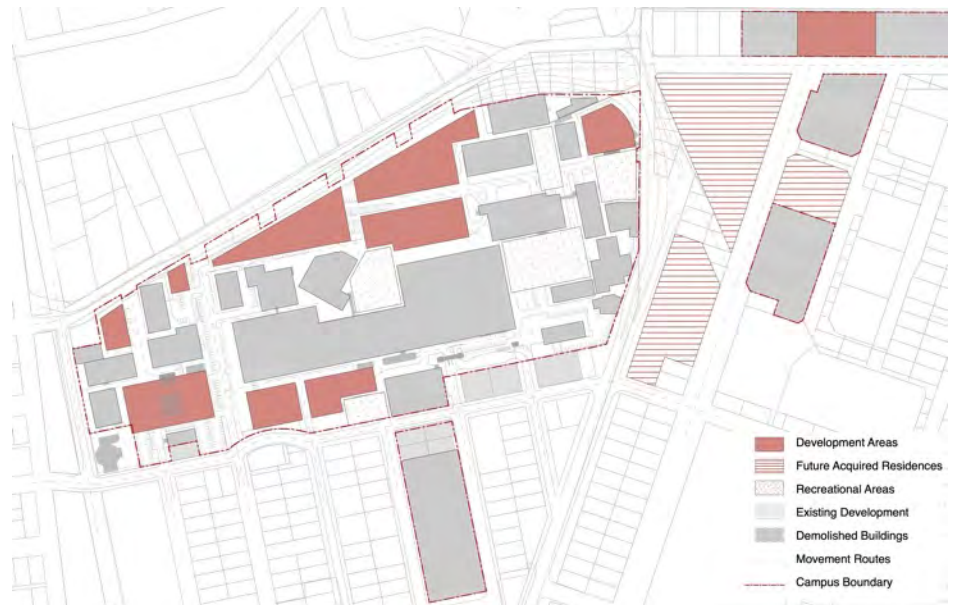 Development Areas
Future Acquired Residences
Recreational Areas
Existing Development
Demolished Buildings
Movement Routes
Campus Boundary